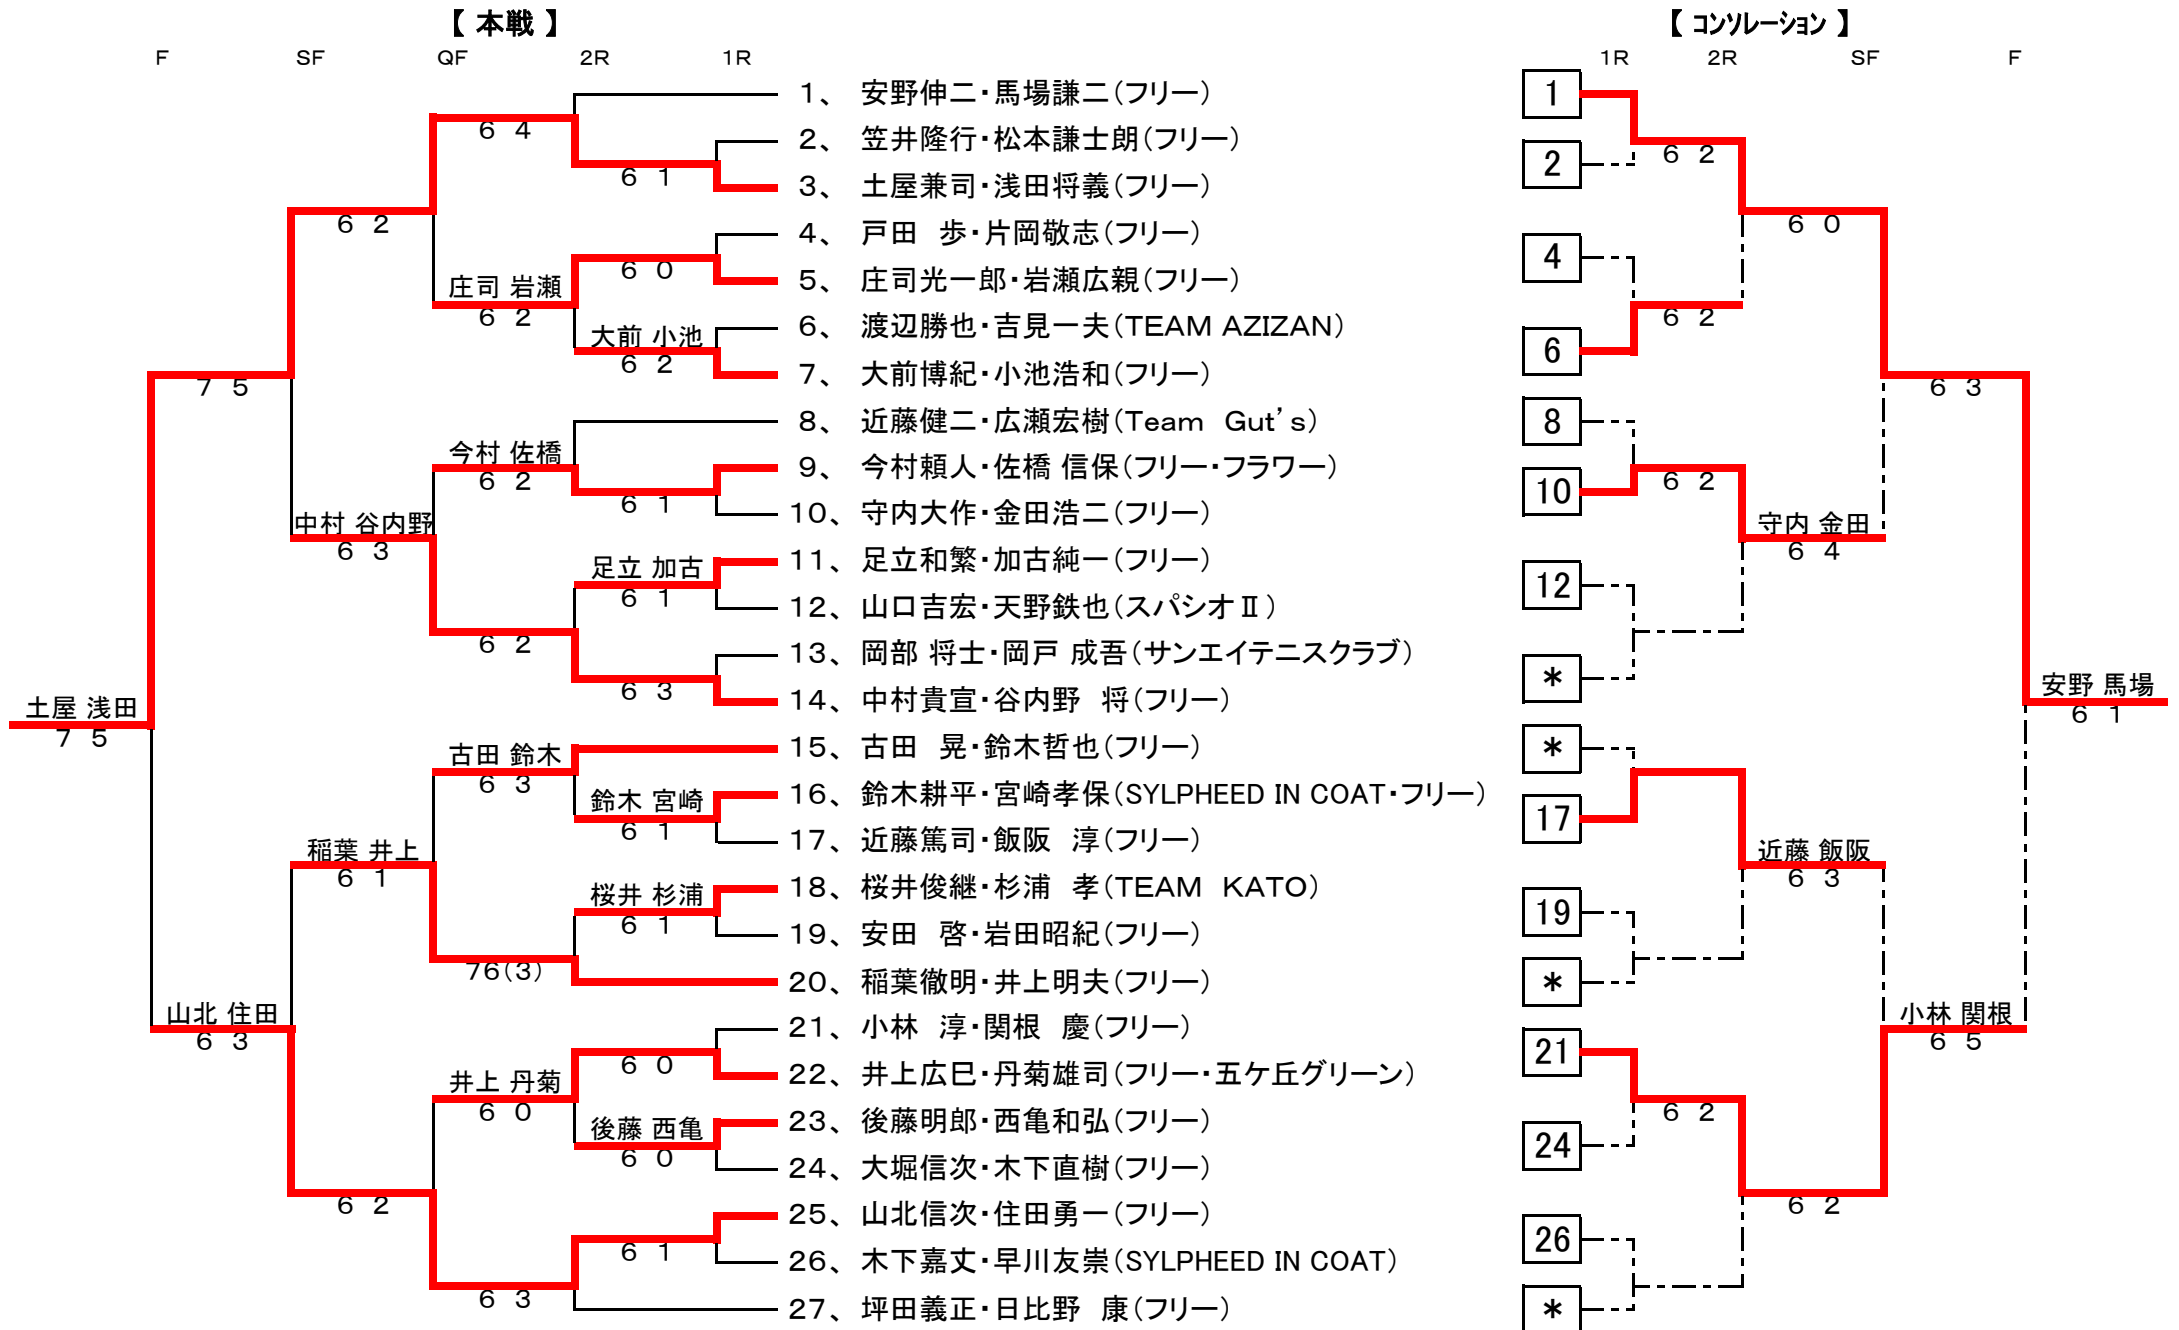 【 本戦 】
【 コンソレーション 】
F SF QF 2R 1R
1R 2R SF F
1、 安野伸二・馬場謙二(フリー)
2、 笠井隆行・松本謙士朗(フリー)
3、 土屋兼司・浅田将義(フリー)
4、 戸田　歩・片岡敬志(フリー)
5、 庄司光一郎・岩瀬広親(フリー)
6、 渡辺勝也・吉見一夫(TEAM AZIZAN)
7、 大前博紀・小池浩和(フリー)
8、 近藤健二・広瀬宏樹(Team　Gut's)
9、 今村頼人・佐橋 信保(フリー・フラワー)
10、 守内大作・金田浩二(フリー)
11、 足立和繁・加古純一(フリー)
12、 山口吉宏・天野鉄也(スパシオⅡ)
13、 岡部 将士・岡戸 成吾(サンエイテニスクラブ)
14、 中村貴宣・谷内野　将(フリー)
15、 古田　晃・鈴木哲也(フリー)
16、 鈴木耕平・宮崎孝保(SYLPHEED IN COAT・フリー)
17、 近藤篤司・飯阪　淳(フリー)
18、 桜井俊継・杉浦　孝(TEAM　KATO)
19、 安田　啓・岩田昭紀(フリー)
20、 稲葉徹明・井上明夫(フリー)
21、 小林　淳・関根　慶(フリー)
22、 井上広巳・丹菊雄司(フリー・五ケ丘グリーン)
23、 後藤明郎・西亀和弘(フリー)
24、 大堀信次・木下直樹(フリー)
25、 山北信次・住田勇一(フリー)
26、 木下嘉丈・早川友崇(SYLPHEED IN COAT)
27、 坪田義正・日比野　康(フリー)
6 1
6 0
大前 小池
6 2
6 1
足立 加古
6 1
6 3
鈴木 宮崎
6 1
桜井 杉浦
6 1
6 0
後藤 西亀
6 0
6 1
6 4
庄司 岩瀬
6 2
今村 佐橋
6 2
6 2
古田 鈴木
6 3
76(3)
井上 丹菊
6 0
6 3
6 2
中村 谷内野
6 3
稲葉 井上
6 1
6 2
7 5
山北 住田
6 3
土屋 浅田
7 5
1
2
4
6
8
10
12
*
*
17
19
*
21
24
26
*
6 2
6 2
6 2
6 2
6 0
守内 金田
6 4
近藤 飯阪
6 3
6 2
6 3
小林 関根
6 5
安野 馬場
6 1